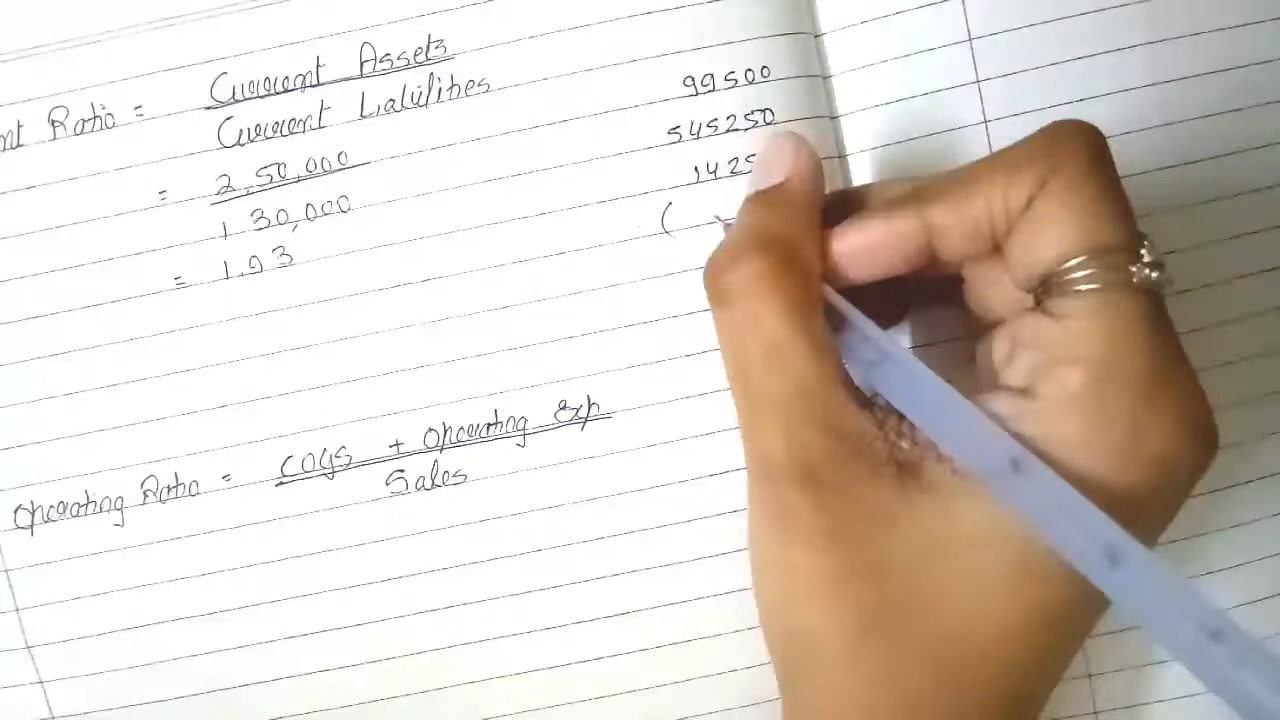 nt Ratio = Current Assets
Current Liabilities
= 2,50,000
1 30,000
= 1.93
99500
545250
1425
(
Operating Ratio = COGS + Operating Exp
Sales